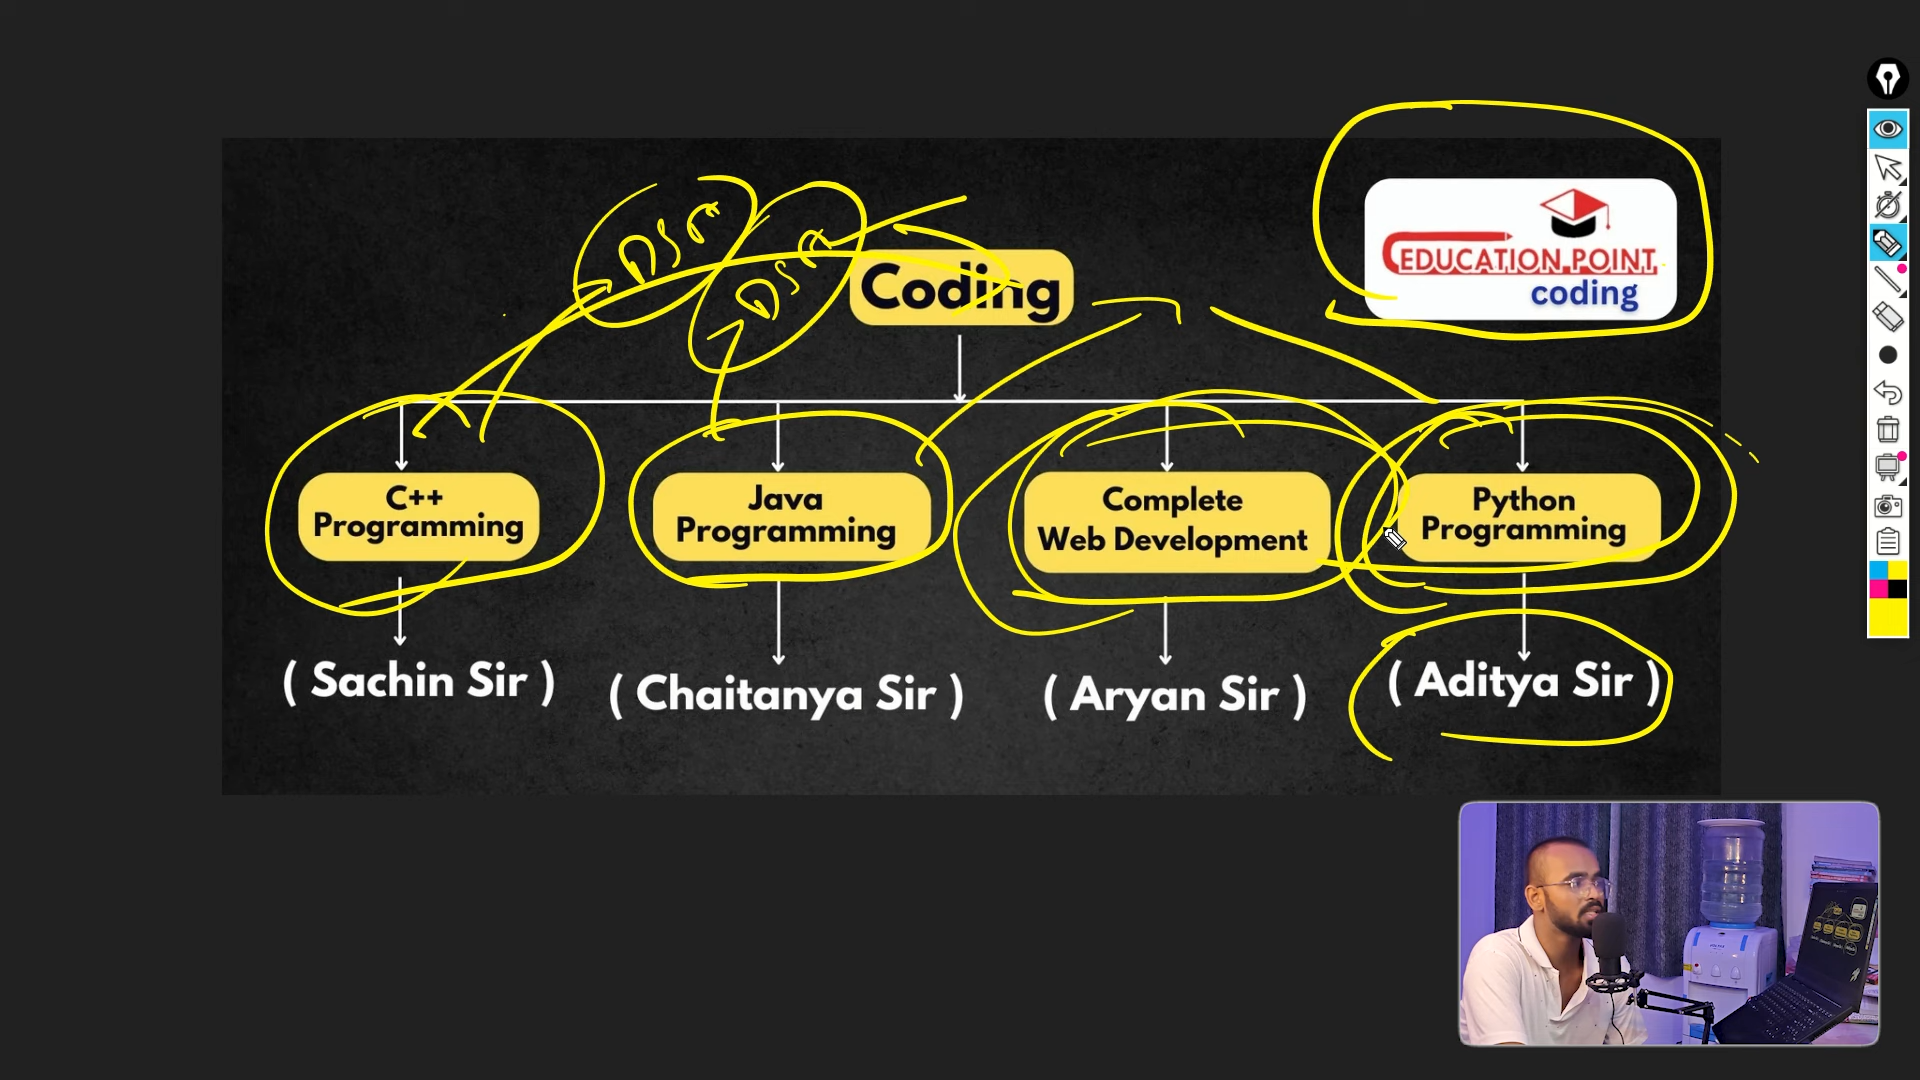 DSA
DSA
Coding
EDUCATION POINT
coding
C++
Programming
Java
Programming
Complete
Web Development
Python
Programming
( Sachin Sir )
( Chaitanya Sir )
( Aryan Sir )
( Aditya Sir )